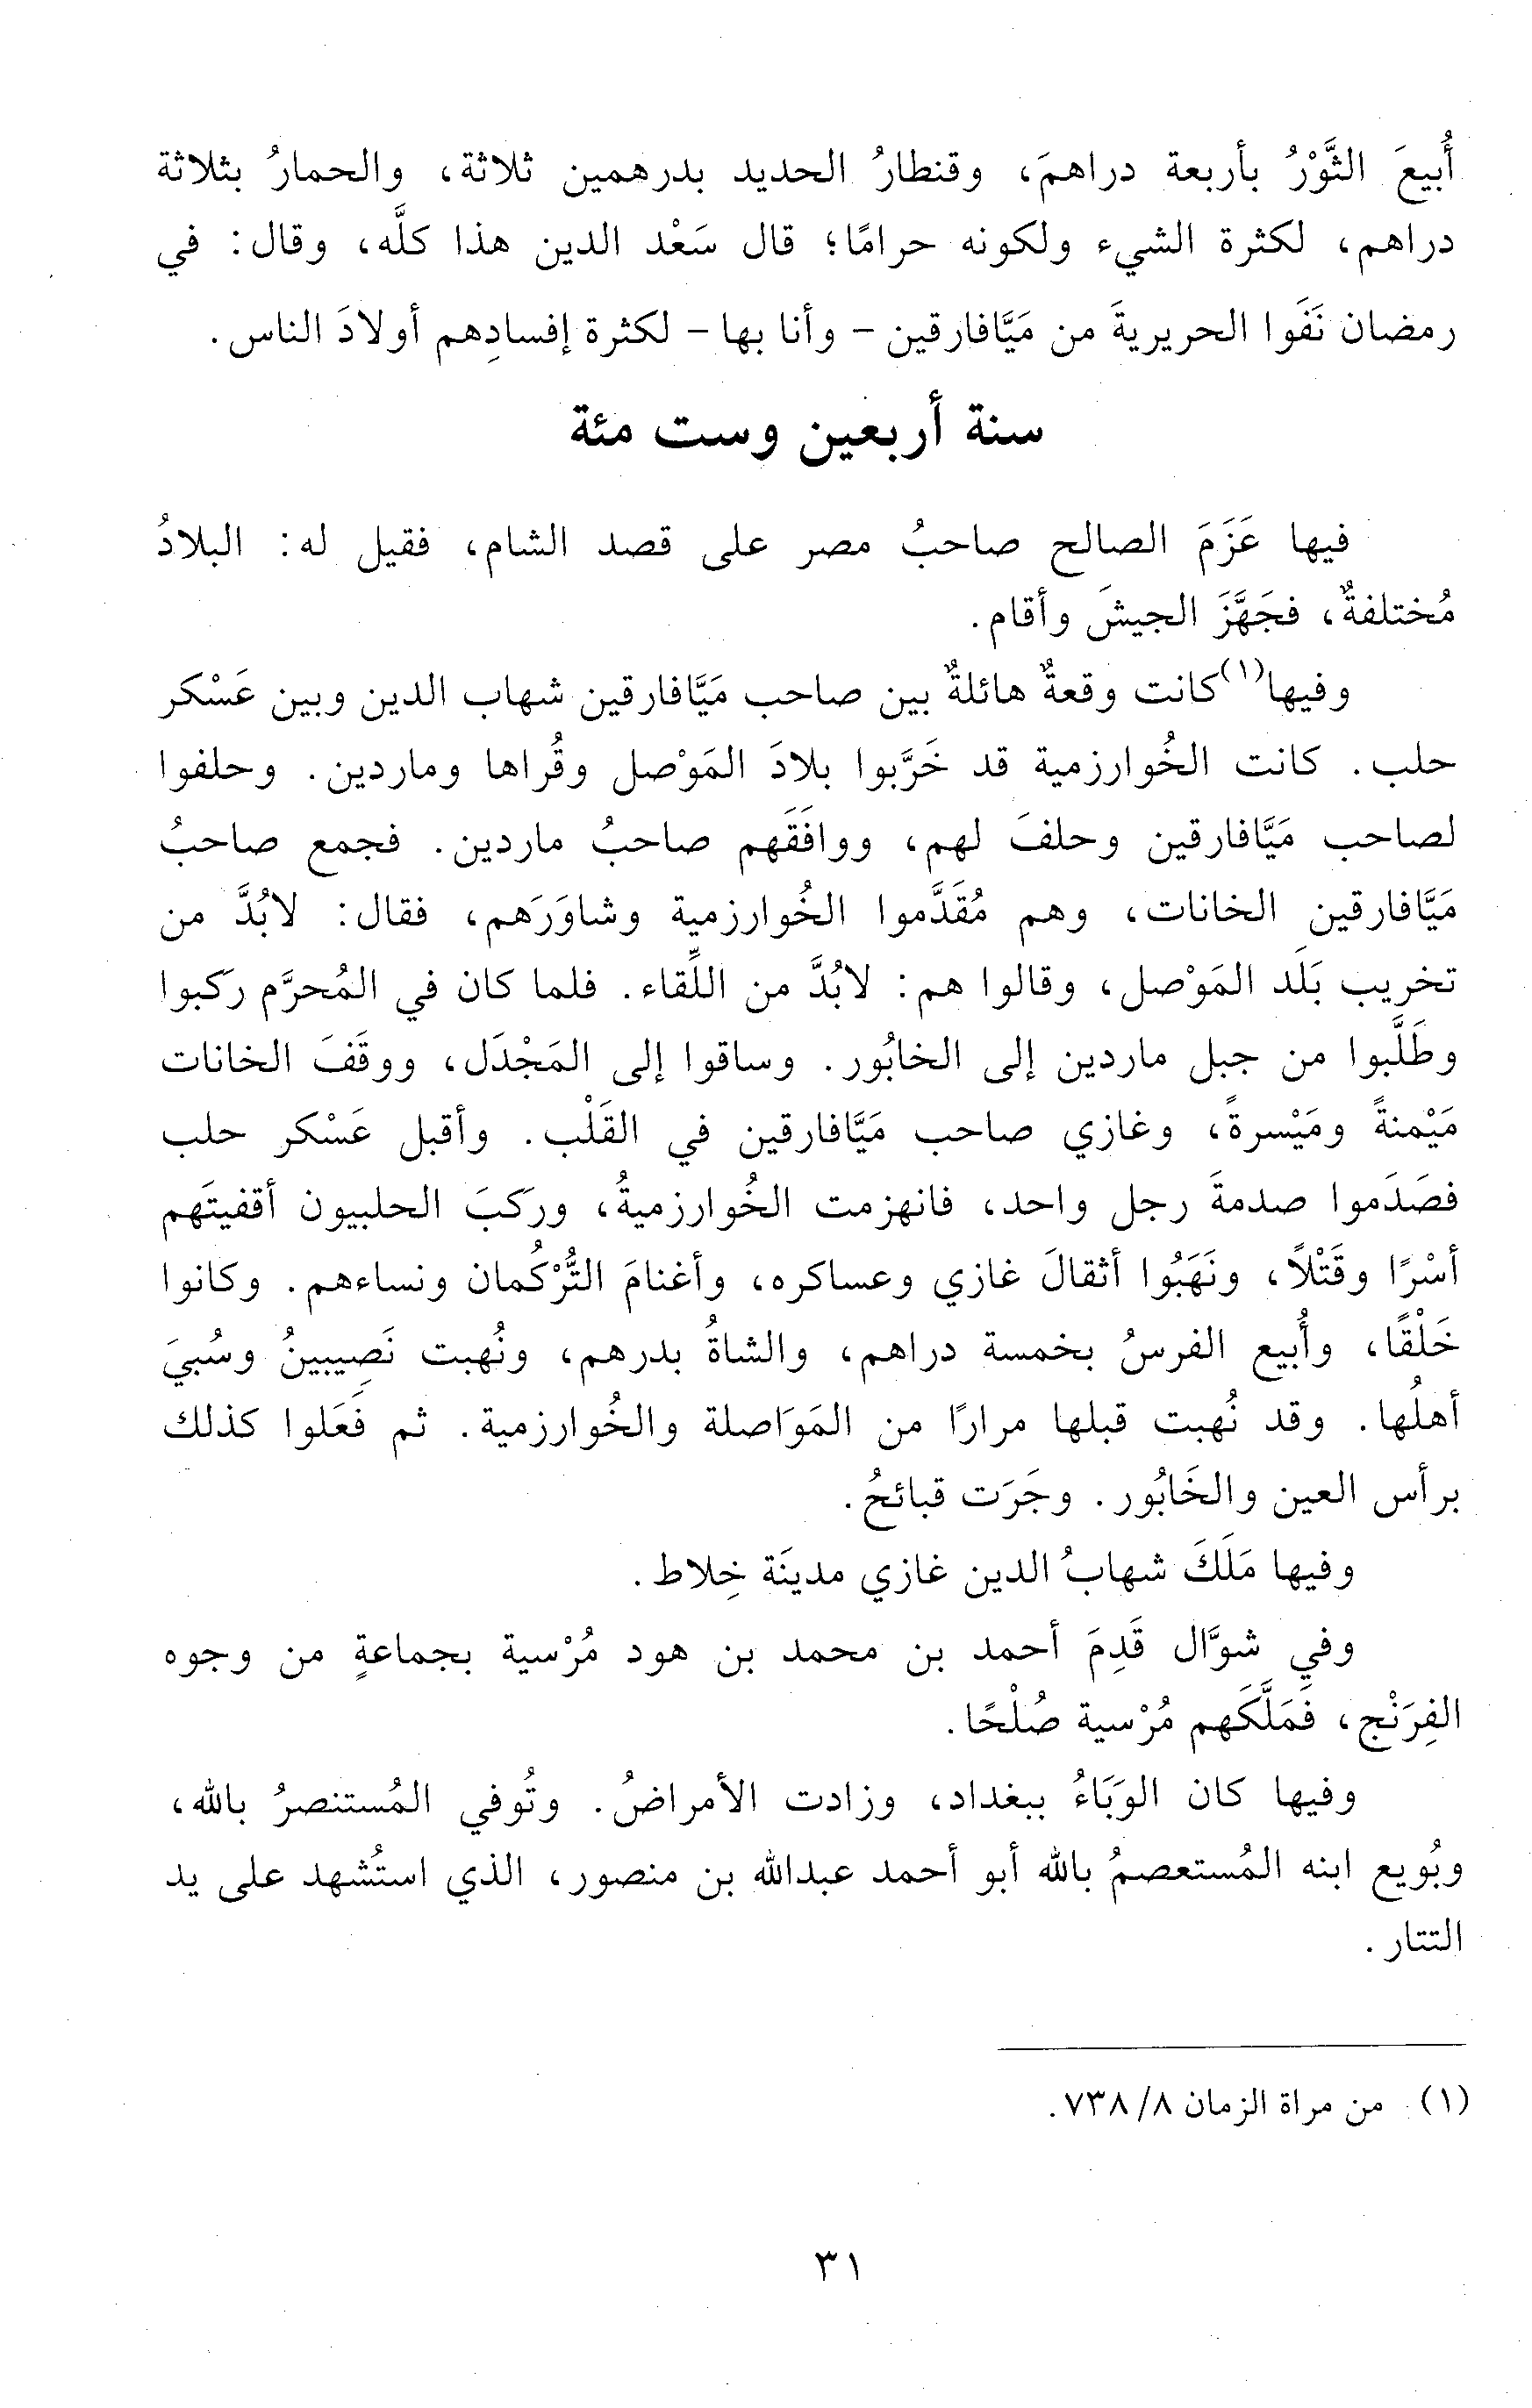 أُبيعَ الثَّوْرُ بأربعة دراهمَ، وقنطارُ الحديد بدرهمين ثلاثة، والحمارُ بثلاثة
دراهم، لكثرة الشيء ولكونه حرامًا؛ قال سَعْد الدين هذا كلَّه، وقال: في
رمضان نَفَوا الحريريةَ من مَيَّافارقين - وأنا بها - لكثرة إفسادِهم أولادَ الناس.
سنة أربعين وست مئة
فيها عَزَمَ الصالح صاحبُ مصر على قصد الشام، فقيل له: البلادُ
مُختلفةٌ، فجَهَّزَ الجيشَ وأقام.
وفيها(١) كانت وقعةٌ هائلةٌ بين صاحب مَيَّافارقين شهاب الدين وبين عَسْكر
حلب. كانت الخُوارزمية قد خَرَّبوا بلادَ المَوْصل وقُراها وماردين. وحلفوا
لصاحب مَيَّافارقين وحلفَ لهم، ووافَقَهم صاحبُ ماردين. فجمع صاحبُ
مَيَّافارقين الخانات، وهم مُقَدَّموا الخُوارزمية وشاوَرَهم، فقال: لابُدَّ من
تخريب بَلَد المَوْصل، وقالوا هم: لابُدَّ من اللِّقاء. فلما كان في المُحرَّم ركبوا
وطَلَّبوا من جبل ماردين إلى الخابُور. وساقوا إلى المَجْدَل، ووقَفَ الخانات
مَيْمنةً ومَيْسرةً، وغازي صاحب مَيَّافارقين في القَلْب. وأقبل عَسْكر حلب
فصَدَموا صدمةَ رجل واحد، فانهزمت الخُوارزميةُ، وركبَ الحلبيون أقفيتَهم
أسْرًا وقَتْلاً، ونَهَبُوا أثقالَ غازي وعساكره، وأغنامَ التُّرْكُمان ونساءهم. وكانوا
خَلْقًا، وأُبيع الفرسُ بخمسة دراهم، والشاةُ بدرهم، ونُهبت نَصِيبينُ وسُبيَ
أهلُها. وقد نُهبت قبلها مرارًا من المَوَاصلة والخُوارزمية. ثم فَعَلوا كذلك
برأس العين والخَابُور. وجَرَت قبائحُ.
وفيها مَلَكَ شهابُ الدين غازي مدينَة خِلاط.
وفي شوَّال قَدِمَ أحمد بن محمد بن هود مُرْسية بجماعةٍ من وجوه
الفِرَنْج، فَمَلَّكَهم مُرْسية صُلْحًا.
وفيها كان الوَبَاءُ ببغداد، وزادت الأمراضُ. وتُوفي المُستنصرُ بالله،
وبُويع ابنه المُستعصمُ بالله أبو أحمد عبدالله بن منصور، الذي استُشهد على يد
التتار.
(١) من مرآة الزمان ٨/ ٧٣٨.
٣١